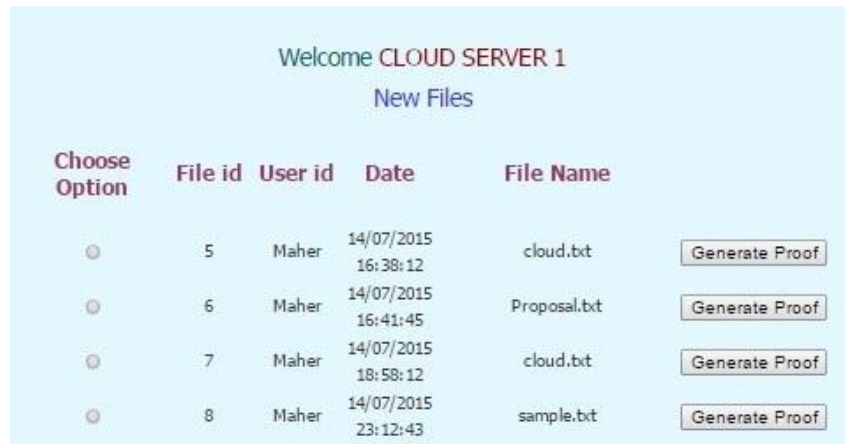 Welcome CLOUD SERVER 1
New Files
Choose Option File id User id Date File Name
5 Maher 14/07/2015 16:38:12 cloud.txt Generate Proof
6 Maher 14/07/2015 16:41:45 Proposal.txt Generate Proof
7 Maher 14/07/2015 18:58:12 cloud.txt Generate Proof
8 Maher 14/07/2015 23:12:43 sample.txt Generate Proof